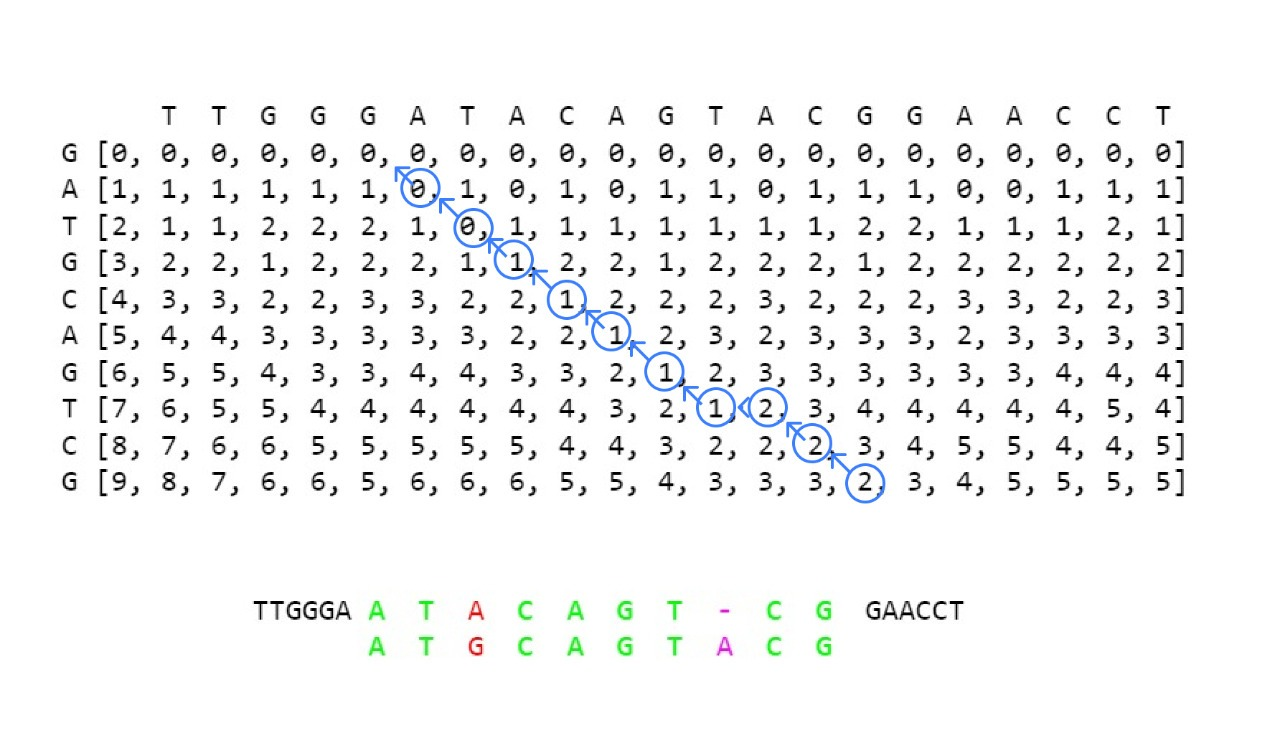 T T G G G A T A C A G T A C G G A A C C T
G [0, 0, 0, 0, 0, 0, 0, 0, 0, 0, 0, 0, 0, 0, 0, 0, 0, 0, 0, 0, 0, 0]
A [1, 1, 1, 1, 1, 1, 0, 1, 0, 1, 0, 1, 1, 0, 1, 1, 1, 0, 0, 1, 1, 1]
T [2, 1, 1, 2, 2, 2, 1, 0, 1, 1, 1, 1, 1, 1, 1, 2, 2, 1, 1, 1, 2, 1]
G [3, 2, 2, 1, 2, 2, 2, 1, 1, 2, 2, 1, 2, 2, 2, 1, 2, 2, 2, 2, 2, 2]
C [4, 3, 3, 2, 2, 3, 3, 2, 2, 1, 2, 2, 2, 3, 2, 2, 2, 3, 3, 2, 2, 3]
A [5, 4, 4, 3, 3, 3, 3, 3, 2, 2, 1, 2, 3, 2, 3, 3, 3, 2, 3, 3, 3, 3]
G [6, 5, 5, 4, 3, 3, 4, 4, 3, 3, 2, 1, 2, 3, 3, 3, 3, 3, 3, 4, 4, 4]
T [7, 6, 5, 5, 4, 4, 4, 4, 4, 4, 3, 2, 1, 2, 3, 4, 4, 4, 4, 4, 5, 4]
C [8, 7, 6, 6, 5, 5, 5, 5, 5, 4, 4, 3, 2, 2, 2, 3, 4, 5, 5, 4, 4, 5]
G [9, 8, 7, 6, 6, 5, 6, 6, 6, 5, 5, 4, 3, 3, 3, 2, 3, 4, 5, 5, 5, 5]
TTGGGA A T A C A G T - C G GAACCT
A T G C A G T A C G